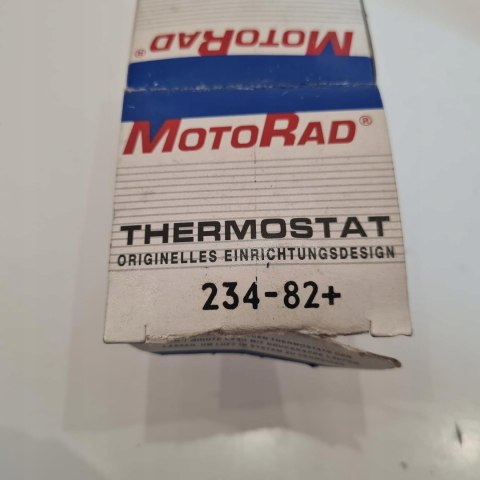 MOTORAD®
MOTORAD®
THERMOSTAT
ORIGINELLES EINRICHTUNGSDESIGN
234-82+